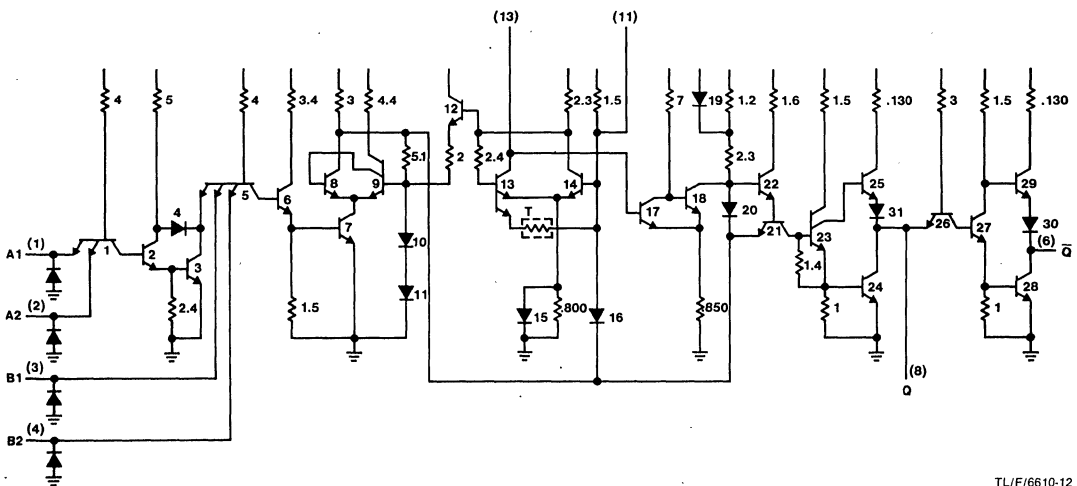 (13) (11)
4 5 4 3.4 3 4.4 12 2.3 1.5 7 19 1.2 1.6 1.5 .130 3 1.5 .130
5.1 2 2.4 2.3
8 9 13 14 22 25 29
5 6 17 18 20 31 30
4 7 T 21 23 26 27
A1 (1) 1 2 3 10 (6) Q̅
1.4 24 28
A2 (2) 2.4 1.5 11 15 .800 16 850 1 1
B1 (3) (8)
Q
B2 (4)
TL/F/6610-12